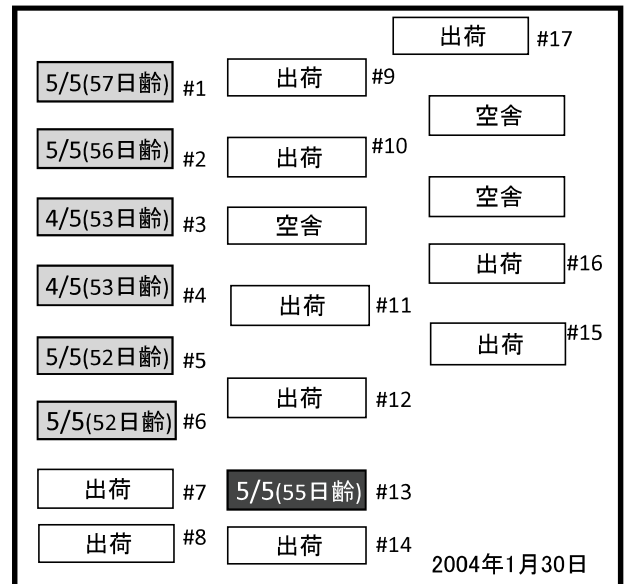 出荷 #17
5/5(57日齢) #1
出荷 #9
空舎
5/5(56日齢) #2
出荷 #10
空舎
4/5(53日齢) #3
空舎
出荷 #16
4/5(53日齢) #4
出荷 #11
出荷 #15
5/5(52日齢) #5
出荷 #12
5/5(52日齢) #6
出荷 #7
5/5(55日齢) #13
出荷 #8
出荷 #14
2004年1月30日